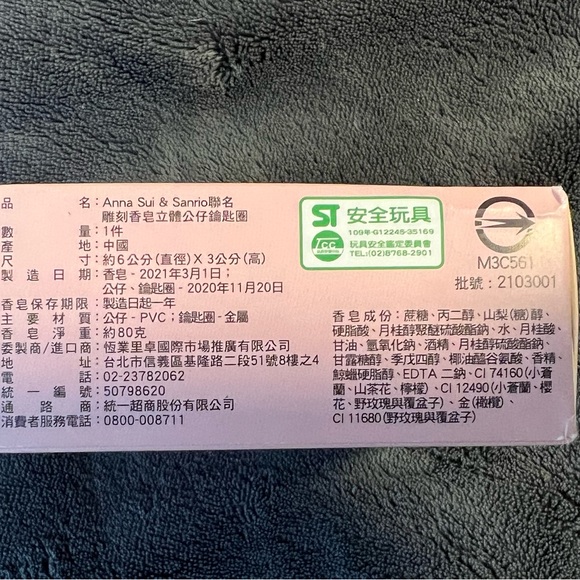 品 名：Anna Sui & Sanrio聯名
雕刻香皂立體公仔鑰匙圈
數 量：1件
產 地：中國
尺 寸：約6公分(直徑)X 3公分(高)
製 造 日 期：香皂 - 2021年3月1日；
公仔、鑰匙圈 - 2020年11月20日
香皂保存期限：製造日起一年
主 要 材 質：公仔 - PVC；鑰匙圈-金屬
香 皂 淨 重：約80克
委製商/進口商：恆業里卓國際市場推廣有限公司
地 址：台北市信義區基隆路二段51號8樓之4
電 話：02-23782062
統 一 編 號：50798620
通 路 商：統一超商股份有限公司
消費者服務電話：0800-008711
ST 安全玩具
109年-G12245-35169
TCC 玩具安全鑑定委員會
TEL:(02)8768-2901
M3C561
批號：2103001
香皂成份：蔗糖、丙二醇、山梨(糖)醇、
硬脂酸、月桂醇聚醚硫酸酯鈉、水、月桂酸、
甘油、氫氧化鈉、酒精、月桂醇硫酸酯鈉、
甘露糖醇、季戊四醇、椰油醯谷氨酸、香精、
鯨蠟硬脂醇、EDTA 二鈉、CI 74160(小蒼
蘭、山茶花、檸檬)、CI 12490(小蒼蘭、櫻
花、野玫瑰與覆盆子)、金(橄欖)、
CI 11680(野玫瑰與覆盆子)